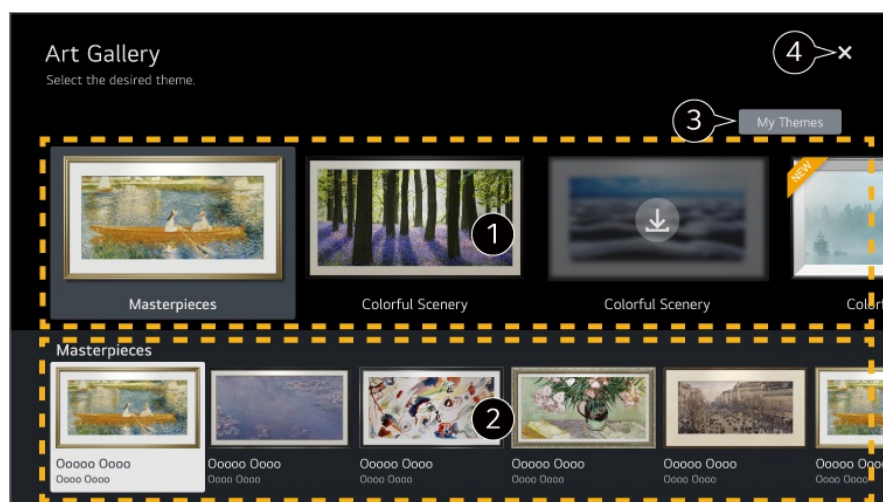 Art Gallery
Select the desired theme.
4
3
My Themes
NEW
1
Masterpieces
Colorful Scenery
Colorful Scenery
Masterpieces
2
Ooooo Oooo
Ooooo Oooo
Ooooo Oooo
Ooooo Oooo
Ooooo Oooo
Oooo Oooo
Oooo Oooo
Oooo Oooo
Oooo Oooo
Oooo Oooo